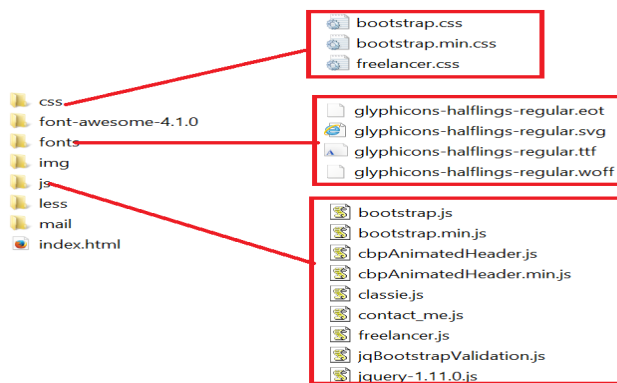 css
font-awesome-4.1.0
fonts
img
js
less
mail
index.html
bootstrap.css
bootstrap.min.css
freelancer.css
glyphicons-halflings-regular.eot
glyphicons-halflings-regular.svg
glyphicons-halflings-regular.ttf
glyphicons-halflings-regular.woff
bootstrap.js
bootstrap.min.js
cbpAnimatedHeader.js
cbpAnimatedHeader.min.js
classie.js
contact_me.js
freelancer.js
jqBootstrapValidation.js
jquery-1.11.0.js